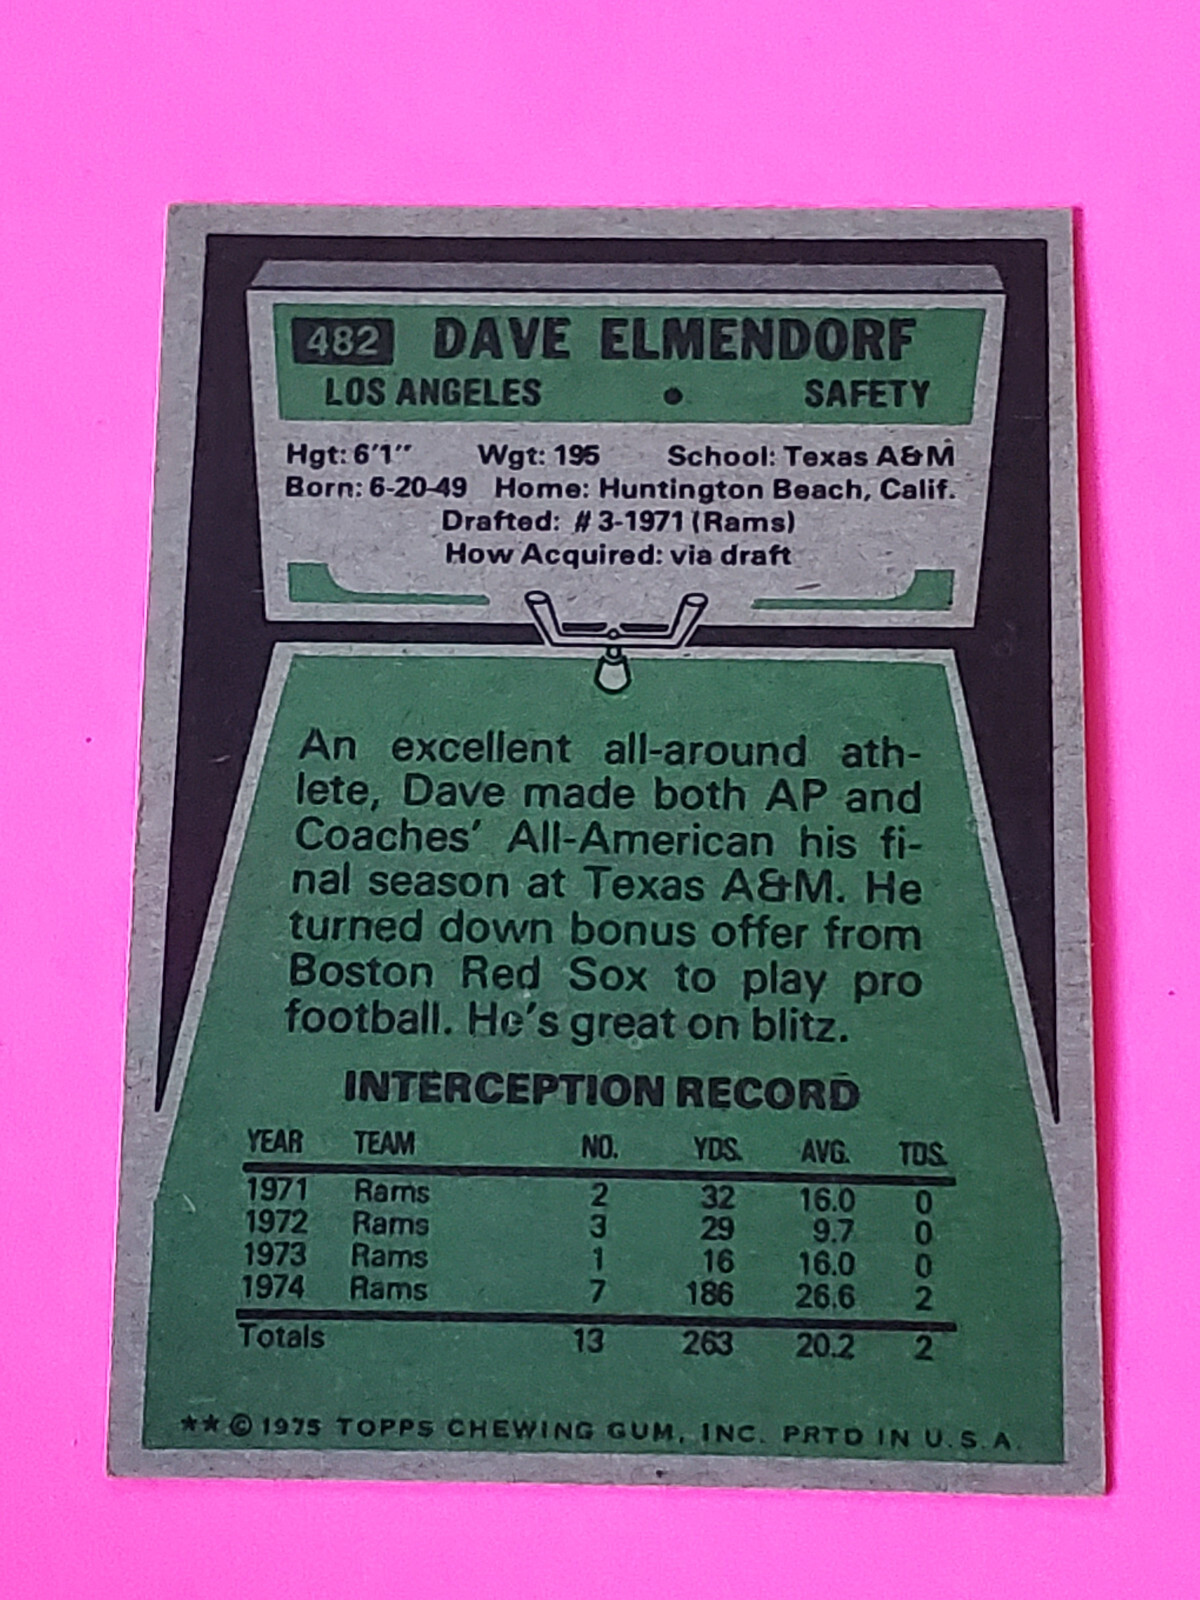 482 DAVE ELMENDORF
LOS ANGELES • SAFETY
Hgt: 6'1" Wgt: 195 School: Texas A&M
Born: 6-20-49 Home: Huntington Beach, Calif.
Drafted: #3-1971 (Rams)
How Acquired: via draft
An excellent all-around ath-
lete, Dave made both AP and
Coaches' All-American his fi-
nal season at Texas A&M. He
turned down bonus offer from
Boston Red Sox to play pro
football. He's great on blitz.
INTERCEPTION RECORD
YEAR TEAM NO. YDS. AVG. TDS.
1971 Rams 2 32 16.0 0
1972 Rams 3 29 9.7 0
1973 Rams 1 16 16.0 0
1974 Rams 7 186 26.6 2
Totals 13 263 20.2 2
**© 1975 TOPPS CHEWING GUM, INC. PRTD IN U.S.A.